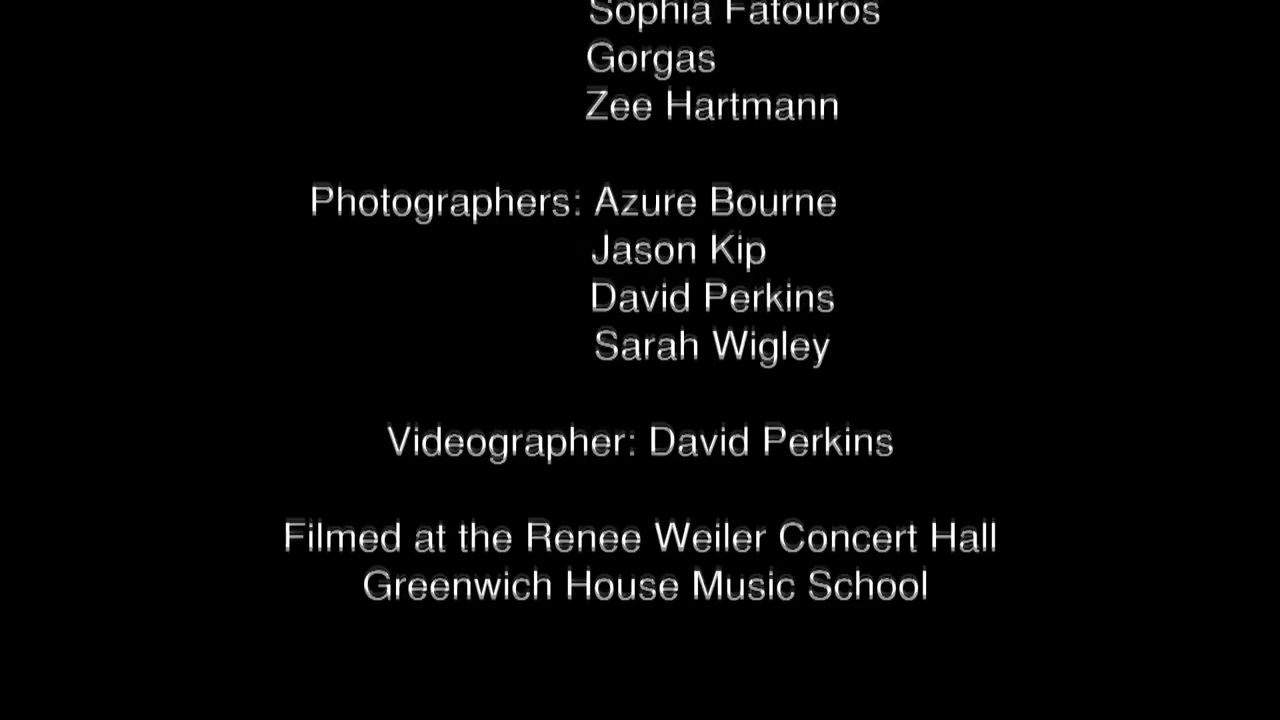 Sophia Fatouros
Gorgas
Zee Hartmann
Photographers: Azure Bourne
Jason Kip
David Perkins
Sarah Wigley
Videographer: David Perkins
Filmed at the Renee Weiler Concert Hall
Greenwich House Music School